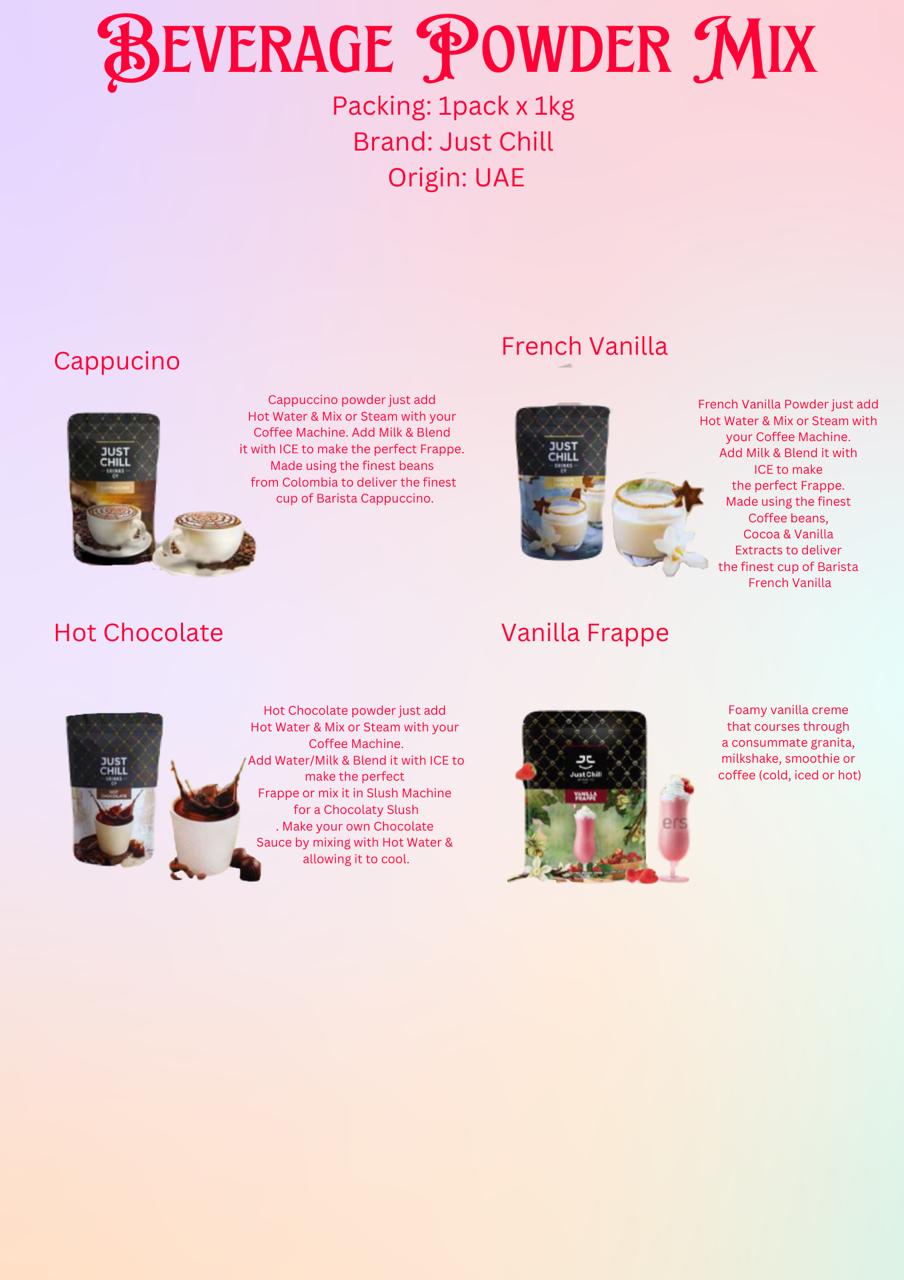 Beverage Powder Mix
Packing: 1pack x 1kg
Brand: Just Chill
Origin: UAE
Cappucino
Cappuccino powder just add
Hot Water & Mix or Steam with your
Coffee Machine. Add Milk & Blend
it with ICE to make the perfect Frappe.
Made using the finest beans
from Colombia to deliver the finest
cup of Barista Cappuccino.
JUST
CHILL
DRINKS
CO
French Vanilla
French Vanilla Powder just add
Hot Water & Mix or Steam with
your Coffee Machine.
Add Milk & Blend it with
ICE to make
the perfect Frappe.
Made using the finest
Coffee beans,
Cocoa & Vanilla
Extracts to deliver
the finest cup of Barista
French Vanilla
JUST
CHILL
DRINKS
CO
Hot Chocolate
Hot Chocolate powder just add
Hot Water & Mix or Steam with your
Coffee Machine.
Add Water/Milk & Blend it with ICE to
make the perfect
Frappe or mix it in Slush Machine
for a Chocolaty Slush
. Make your own Chocolate
Sauce by mixing with Hot Water &
allowing it to cool.
JUST
CHILL
DRINKS
CO
HOT
CHOCOLATE
Vanilla Frappe
Foamy vanilla creme
that courses through
a consummate granita,
milkshake, smoothie or
coffee (cold, iced or hot)
Just Chill
VANILLA
FRAPPE
ers